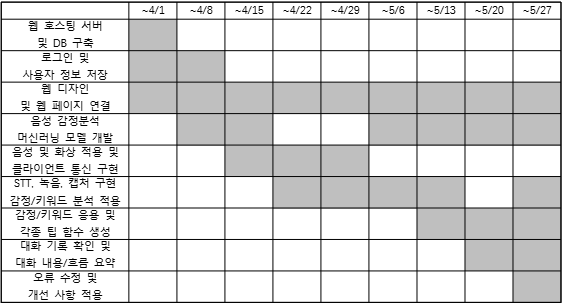 ~4/1 ~4/8 ~4/15 ~4/22 ~4/29 ~5/6 ~5/13 ~5/20 ~5/27
웹 호스팅 서버
및 DB 구축
로그인 및
사용자 정보 저장
웹 디자인
및 웹 페이지 연결
음성 감정분석
머신러닝 모델 개발
음성 및 화상 적용 및
클라이언트 통신 구현
STT, 녹음, 캡처 구현
감정/키워드 분석 적용
감정/키워드 응용 및
각종 팁 함수 생성
대화 기록 확인 및
대화 내용/흐름 요약
오류 수정 및
개선 사항 적용